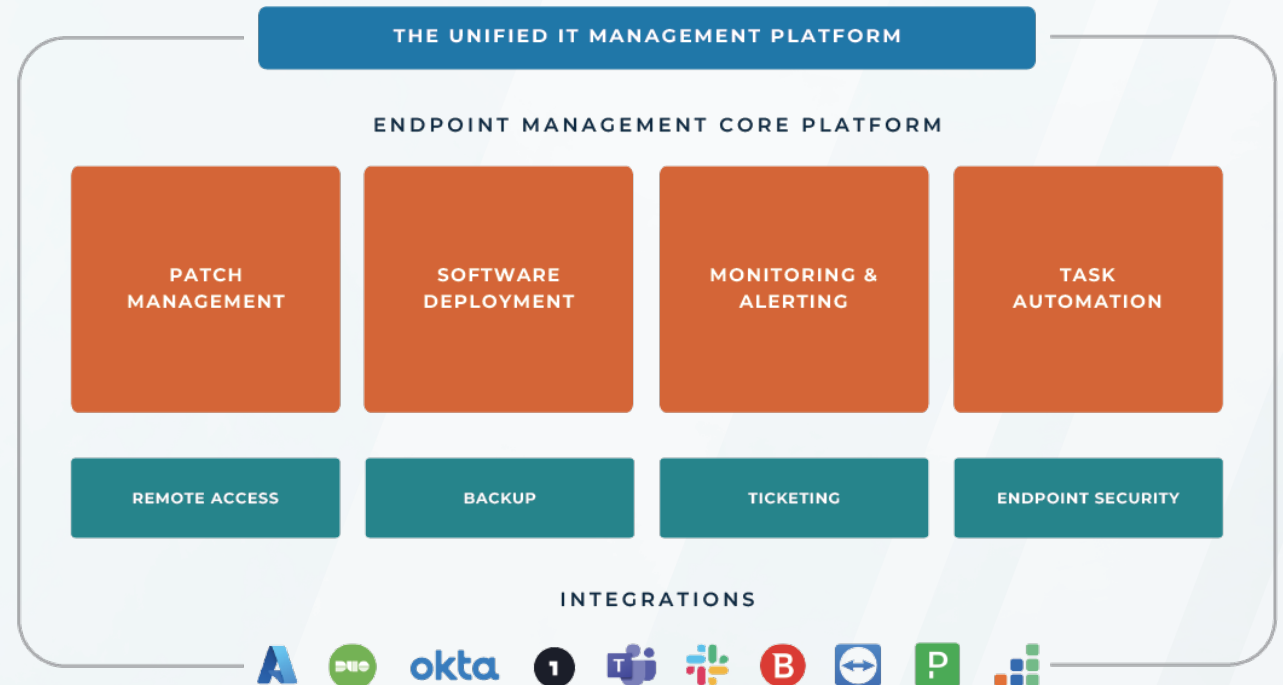 THE UNIFIED IT MANAGEMENT PLATFORM
ENDPOINT MANAGEMENT CORE PLATFORM
PATCH
MANAGEMENT
SOFTWARE
DEPLOYMENT
MONITORING &
ALERTING
TASK
AUTOMATION
REMOTE ACCESS
BACKUP
TICKETING
ENDPOINT SECURITY
INTEGRATIONS
DUO
okta
1
T
B
P